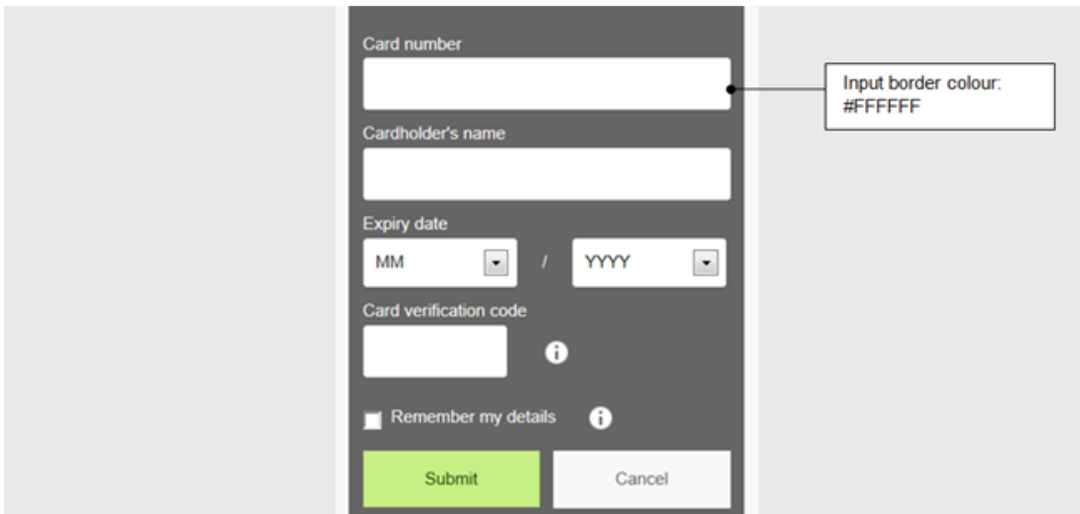 Card number
Input border colour:
#FFFFFF
Cardholder's name
Expiry date
MM / YYYY
Card verification code
i
Remember my details i
Submit Cancel